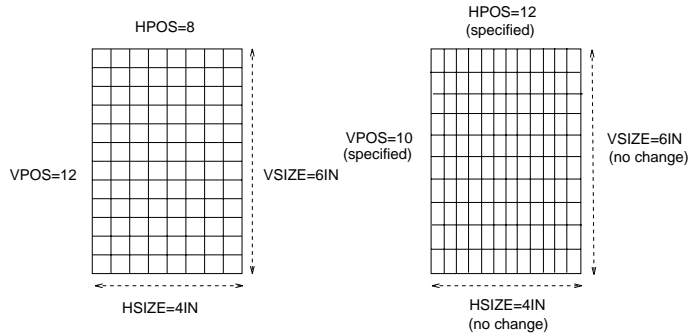 HPOS=8
VPOS=12
VSIZE=6IN
HSIZE=4IN
HPOS=12
(specified)
VPOS=10
(specified)
VSIZE=6IN
(no change)
HSIZE=4IN
(no change)